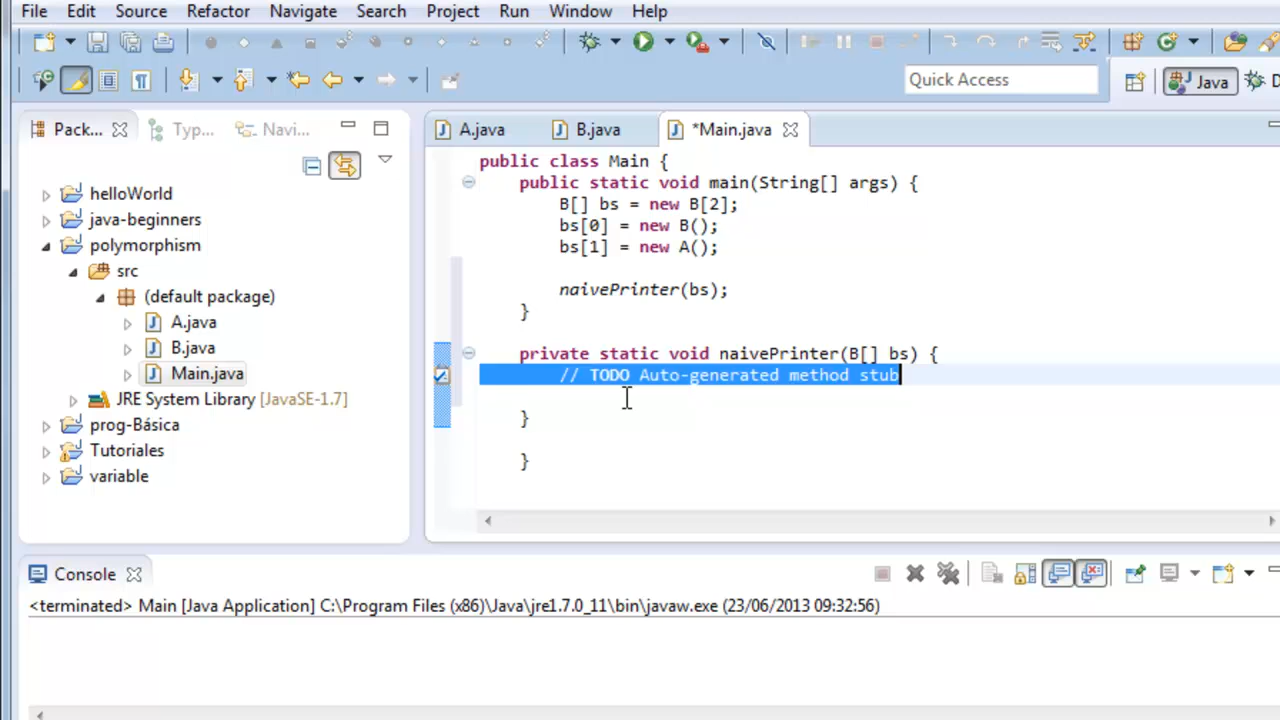 File Edit Source Refactor Navigate Search Project Run Window Help
Quick Access
Java
D
Pack... Typ... Navi...
helloWorld
java-beginners
polymorphism
src
(default package)
A.java
B.java
Main.java
JRE System Library [JavaSE-1.7]
prog-Básica
Tutoriales
variable
A.java B.java *Main.java
public class Main {
public static void main(String[] args) {
B[] bs = new B[2];
bs[0] = new B();
bs[1] = new A();
naivePrinter(bs);
}
private static void naivePrinter(B[] bs) {
// TODO Auto-generated method stub
}
}
Console
<terminated> Main [Java Application] C:\Program Files (x86)\Java\jre1.7.0_11\bin\javaw.exe (23/06/2013 09:32:56)